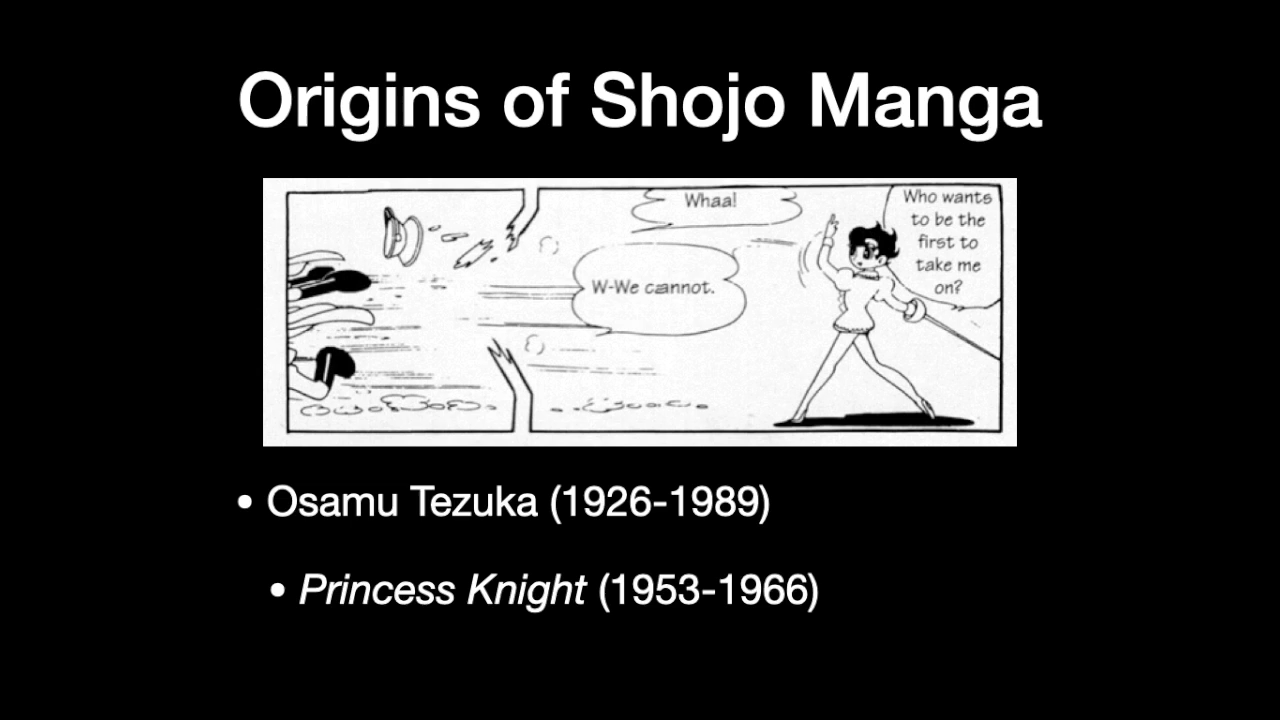 Origins of Shojo Manga
Whaa!
W-We cannot.
Who wants
to be the
first to
take me
on?
• Osamu Tezuka (1926-1989)
• Princess Knight (1953-1966)